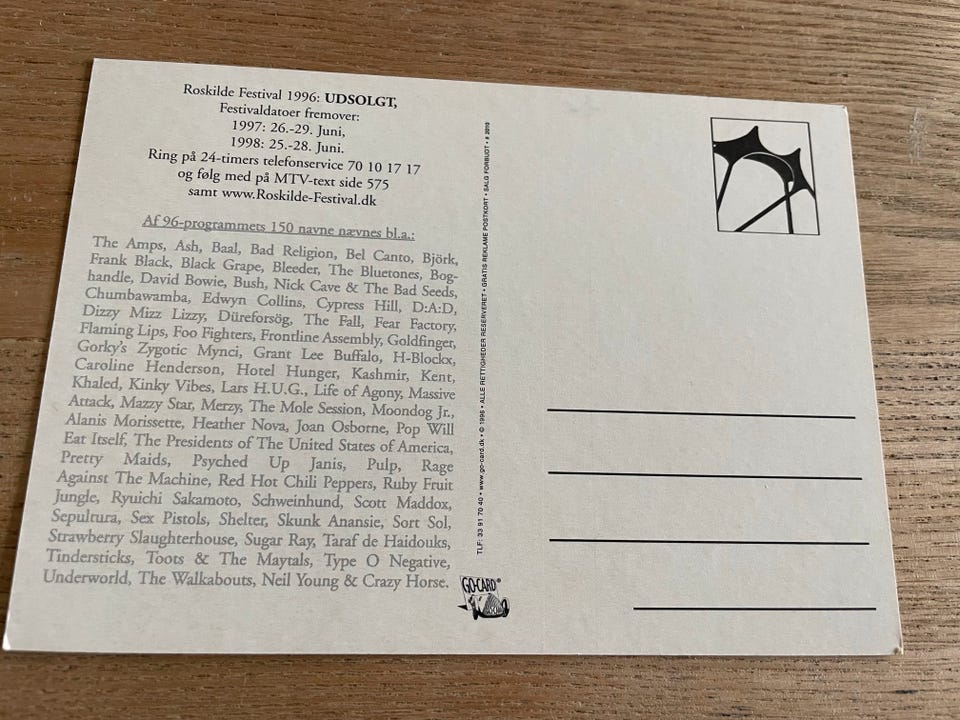 Roskilde Festival 1996: UDSOLGT,
Festivaldatoer fremover:
1997: 26.-29. Juni,
1998: 25.-28. Juni.
Ring på 24-timers telefonservice 70 10 17 17
og følg med på MTV-text side 575
samt www.Roskilde-Festival.dk
Af 96-programmets 150 navne nævnes bl.a.:
The Amps, Ash, Baal, Bad Religion, Bel Canto, Björk,
Frank Black, Black Grape, Bleeder, The Bluetones, Bog-
handle, David Bowie, Bush, Nick Cave & The Bad Seeds,
Chumbawamba, Edwyn Collins, Cypress Hill, D:A:D,
Dizzy Mizz Lizzy, Düreforsög, The Fall, Fear Factory,
Flaming Lips, Foo Fighters, Frontline Assembly, Goldfinger,
Gorky's Zygotic Mynci, Grant Lee Buffalo, H-Blockx,
Caroline Henderson, Hotel Hunger, Kashmir, Kent,
Khaled, Kinky Vibes, Lars H.U.G., Life of Agony, Massive
Attack, Mazzy Star, Merzy, The Mole Session, Moondog Jr.,
Alanis Morissette, Heather Nova, Joan Osborne, Pop Will
Eat Itself, The Presidents of The United States of America,
Pretty Maids, Psyched Up Janis, Pulp, Rage
Against The Machine, Red Hot Chili Peppers, Ruby Fruit
Jungle, Ryuichi Sakamoto, Schweinhund, Scott Maddox,
Sepultura, Sex Pistols, Shelter, Skunk Anansie, Sort Sol,
Strawberry Slaughterhouse, Sugar Ray, Taraf de Haidouks,
Tindersticks, Toots & The Maytals, Type O Negative,
Underworld, The Walkabouts, Neil Young & Crazy Horse.
TLF: 33 91 70 40 • www.go-card.dk • © 1996 • ALLE RETTIGHEDER RESERVERET • GRATIS REKLAME POSTKORT • SALG FORBUDT • # 2010
GO-CARD®